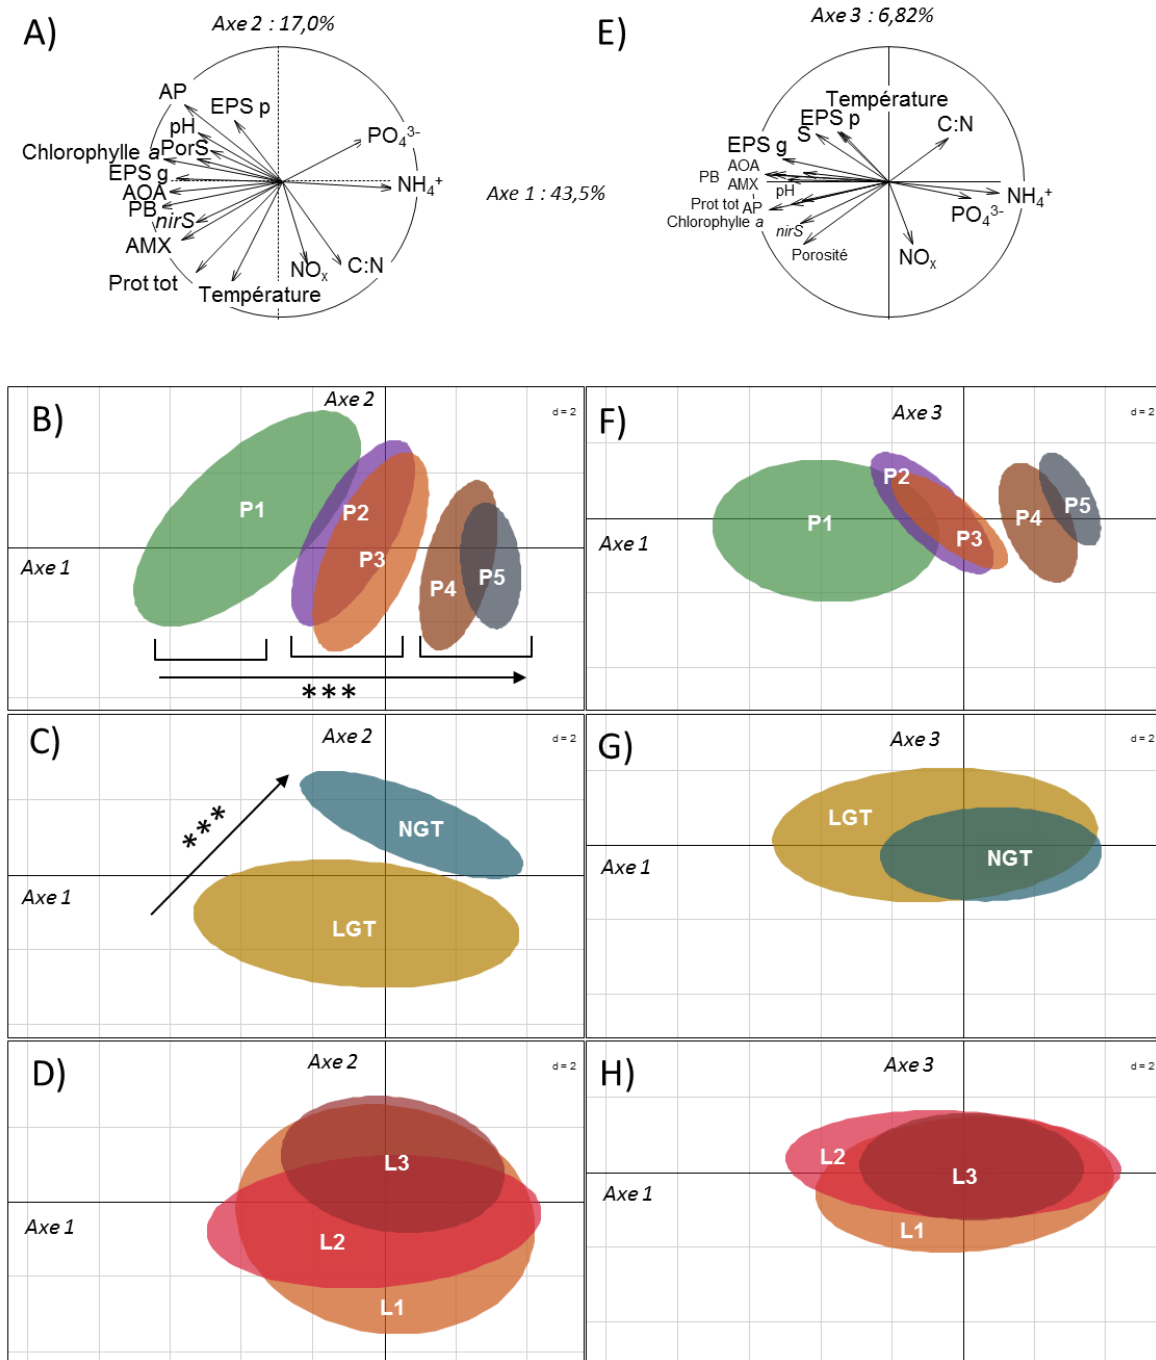 A)
Axe 2 : 17,0%
AP
EPS p
pH
PO₄³⁻
Chlorophylle a
PorS
EPS g
AOA
NH₄⁺
PB
nirS
AMX
Prot tot
NOₓ
C:N
Température
Axe 1 : 43,5%
E)
Axe 3 : 6,82%
Température
EPS p
S
C:N
EPS g
AOA
PB
AMX
pH
NH₄⁺
Prot tot
AP
PO₄³⁻
Chlorophylle a
nirS
Porosité
NOₓ
B)
Axe 2
d = 2
P1
P2
P3
Axe 1
P4
P5
***
F)
Axe 3
d = 2
P2
P5
P1
P4
P3
Axe 1
C)
Axe 2
d = 2
***
NGT
Axe 1
LGT
G)
Axe 3
d = 2
LGT
NGT
Axe 1
D)
Axe 2
d = 2
L3
Axe 1
L2
L1
H)
Axe 3
d = 2
L2
L3
Axe 1
L1